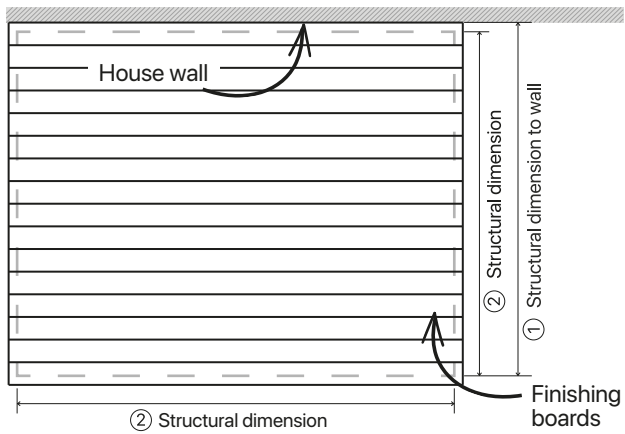 House wall
② Structural dimension
① Structural dimension to wall
Finishing
boards
② Structural dimension